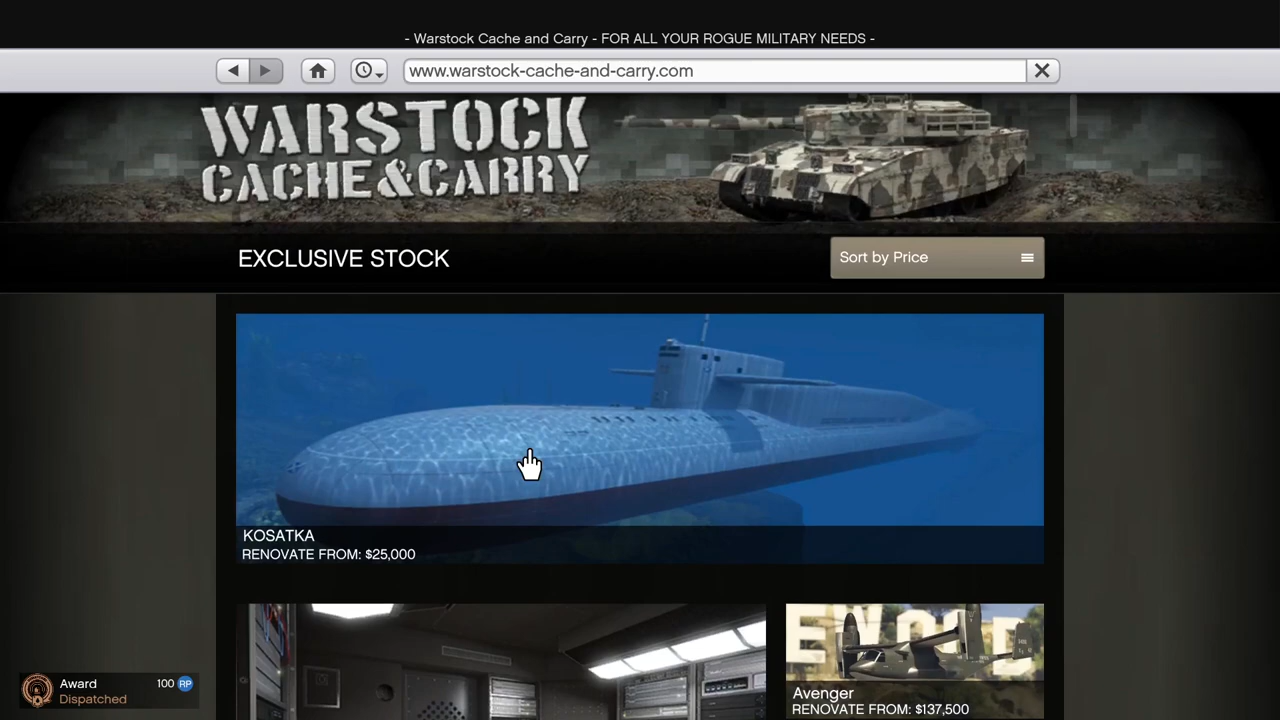 - Warstock Cache and Carry - FOR ALL YOUR ROGUE MILITARY NEEDS -
www.warstock-cache-and-carry.com
WARSTOCK
CACHE&CARRY
EXCLUSIVE STOCK
Sort by Price
KOSATKA
RENOVATE FROM: $25,000
EWOOD
Avenger
RENOVATE FROM: $137,500
Award
100 RP
Dispatched